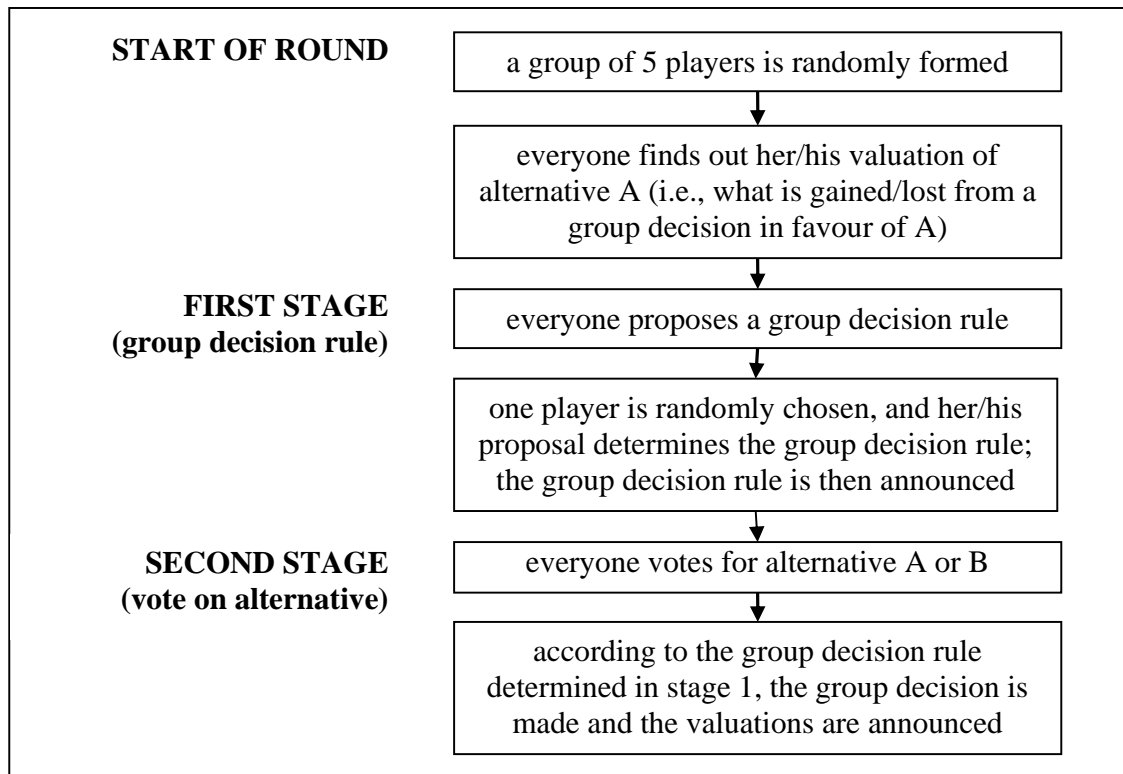 START OF ROUND
a group of 5 players is randomly formed
everyone finds out her/his valuation of
alternative A (i.e., what is gained/lost from a
group decision in favour of A)
FIRST STAGE
(group decision rule)
everyone proposes a group decision rule
one player is randomly chosen, and her/his
proposal determines the group decision rule;
the group decision rule is then announced
SECOND STAGE
(vote on alternative)
everyone votes for alternative A or B
according to the group decision rule
determined in stage 1, the group decision is
made and the valuations are announced